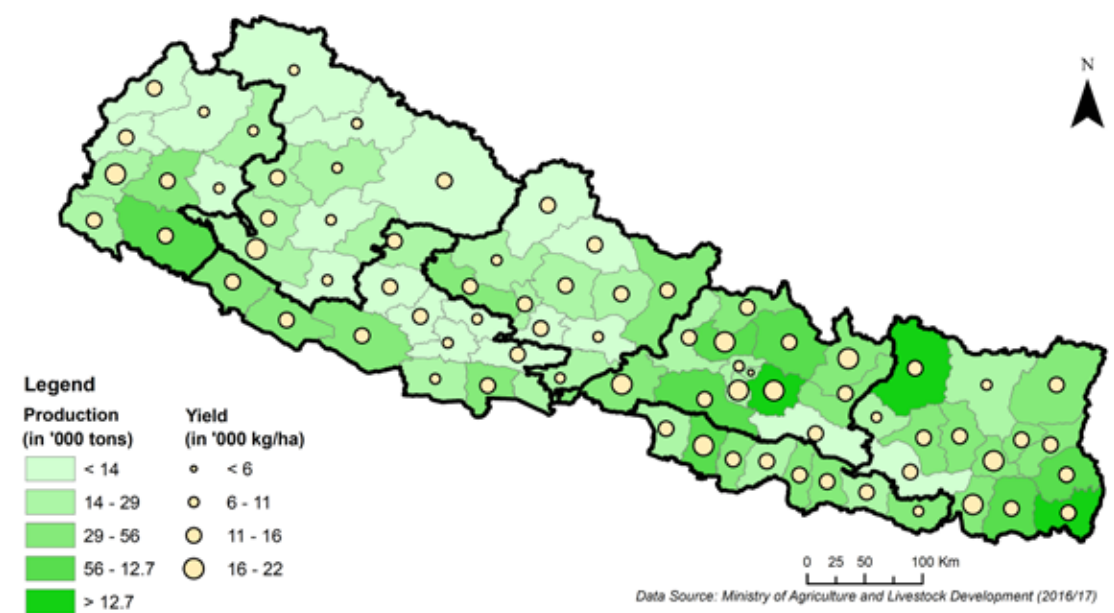 N
Legend
Production Yield
(in '000 tons) (in '000 kg/ha)
< 14 < 6
14 - 29 6 - 11
29 - 56 11 - 16
56 - 12.7 16 - 22
> 12.7
0 25 50 100 Km
Data Source: Ministry of Agriculture and Livestock Development (2016/17)